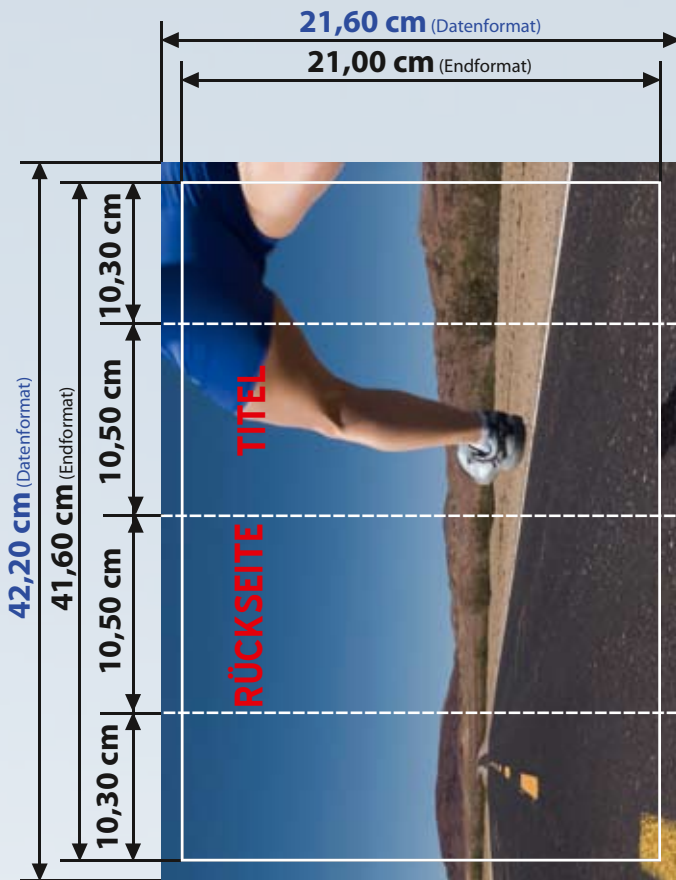 21,60 cm (Datenformat)
21,00 cm (Endformat)
42,20 cm (Datenformat)
41,60 cm (Endformat)
10,30 cm
10,50 cm
10,50 cm
10,30 cm
TITEL
RÜCKSEITE